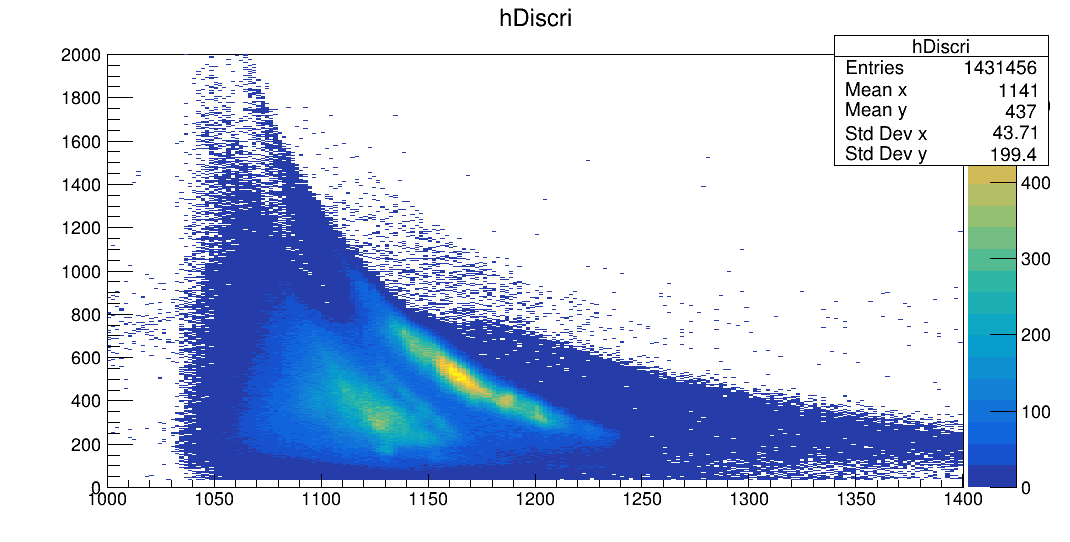 hDiscri
hDiscri
Entries 1431456
Mean x 1141
Mean y 437
Std Dev x 43.71
Std Dev y 199.4
2000
1800
1600
1400
1200
1000
800
600
400
200
0
1000 1050 1100 1150 1200 1250 1300 1350 1400
400
300
200
100
0